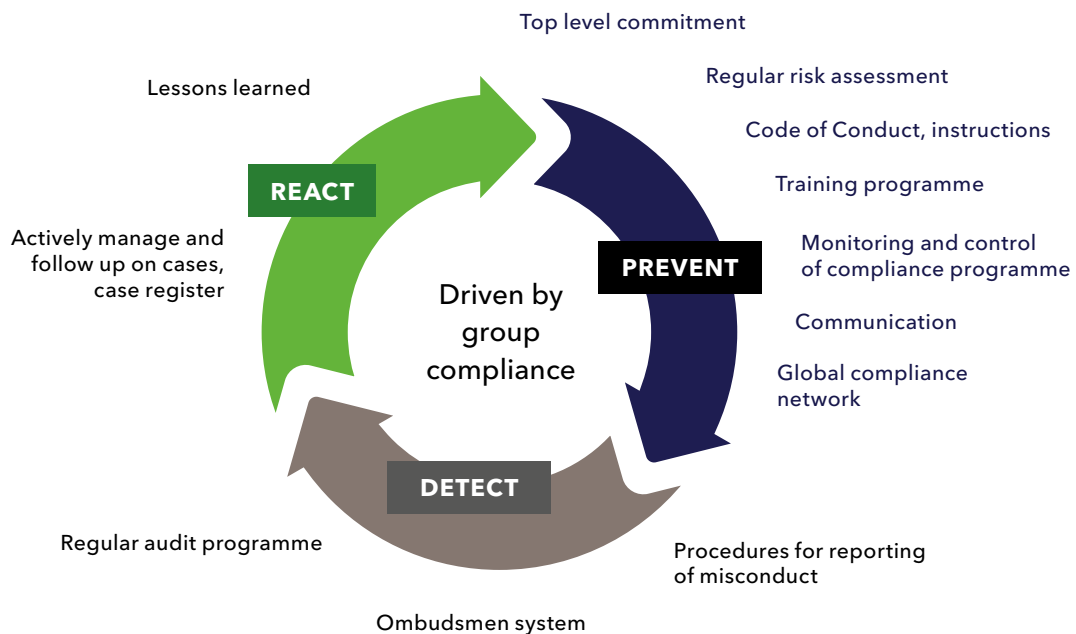 Top level commitment
Regular risk assessment
Lessons learned
Code of Conduct, instructions
Training programme
REACT
Actively manage and
follow up on cases,
case register
PREVENT
Monitoring and control
of compliance programme
Driven by
group
compliance
Communication
Global compliance
network
DETECT
Regular audit programme
Procedures for reporting
of misconduct
Ombudsmen system